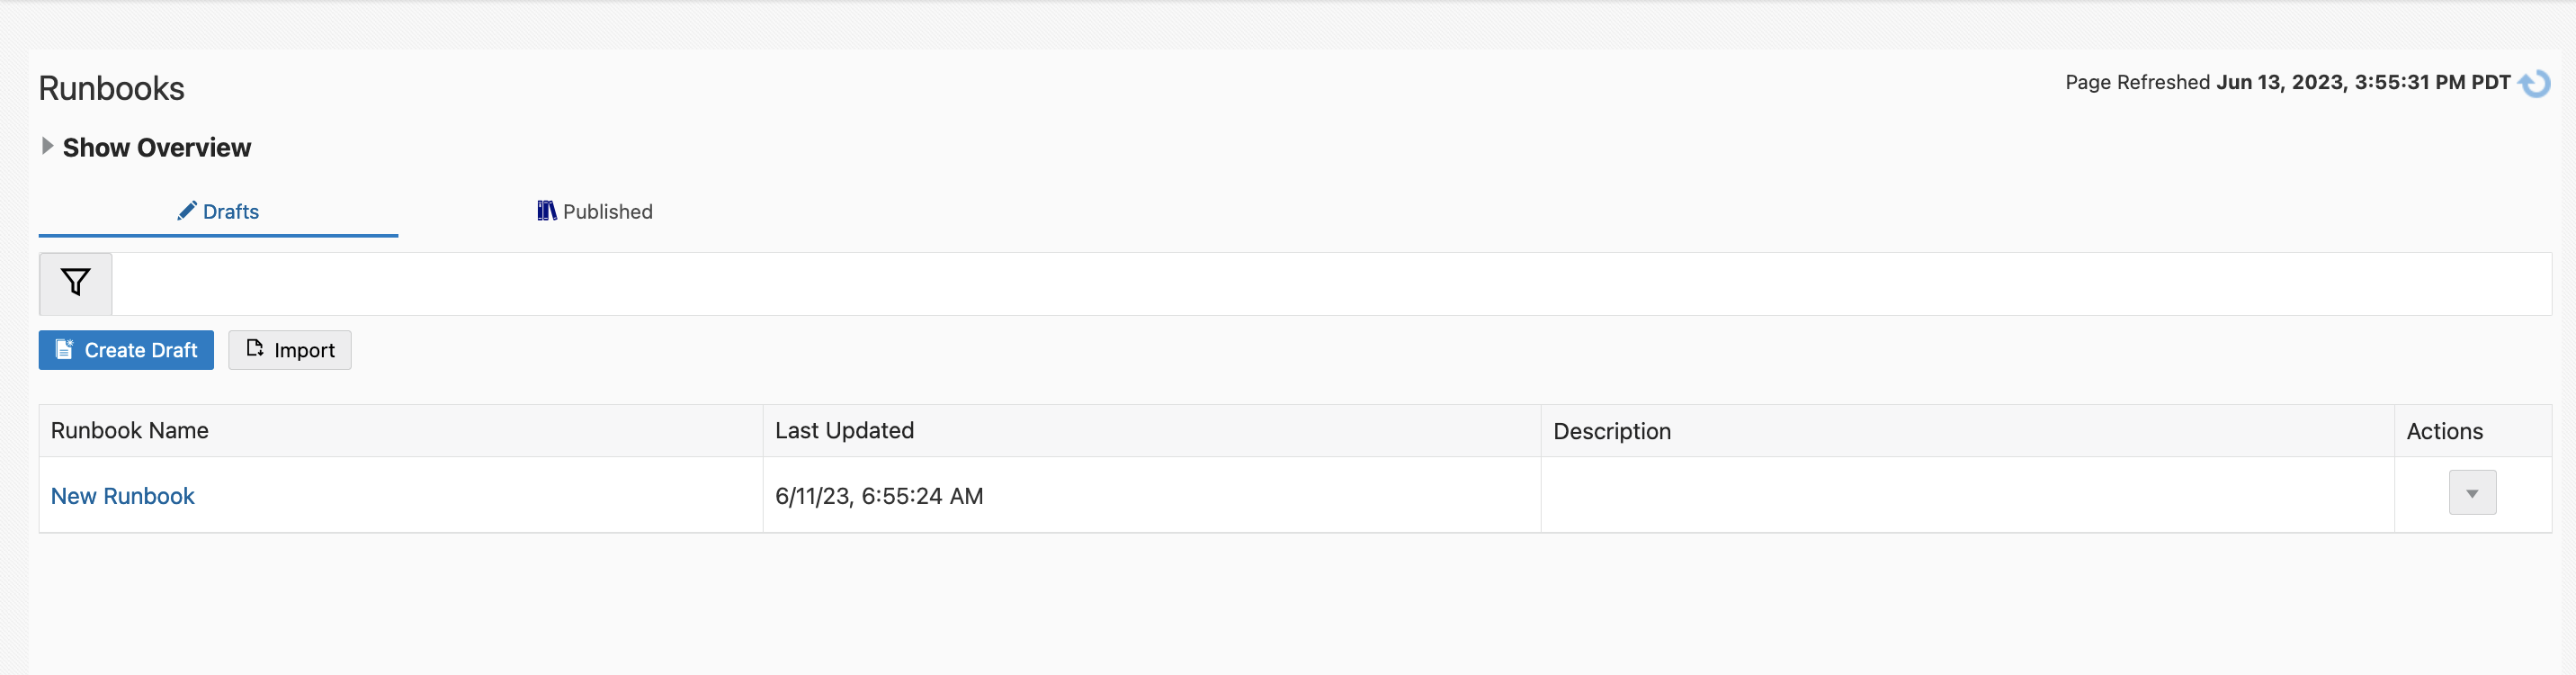 Runbooks
Page Refreshed Jun 13, 2023, 3:55:31 PM PDT
Show Overview
Drafts
Published
Create Draft
Import
Runbook Name
Last Updated
Description
Actions
New Runbook
6/11/23, 6:55:24 AM